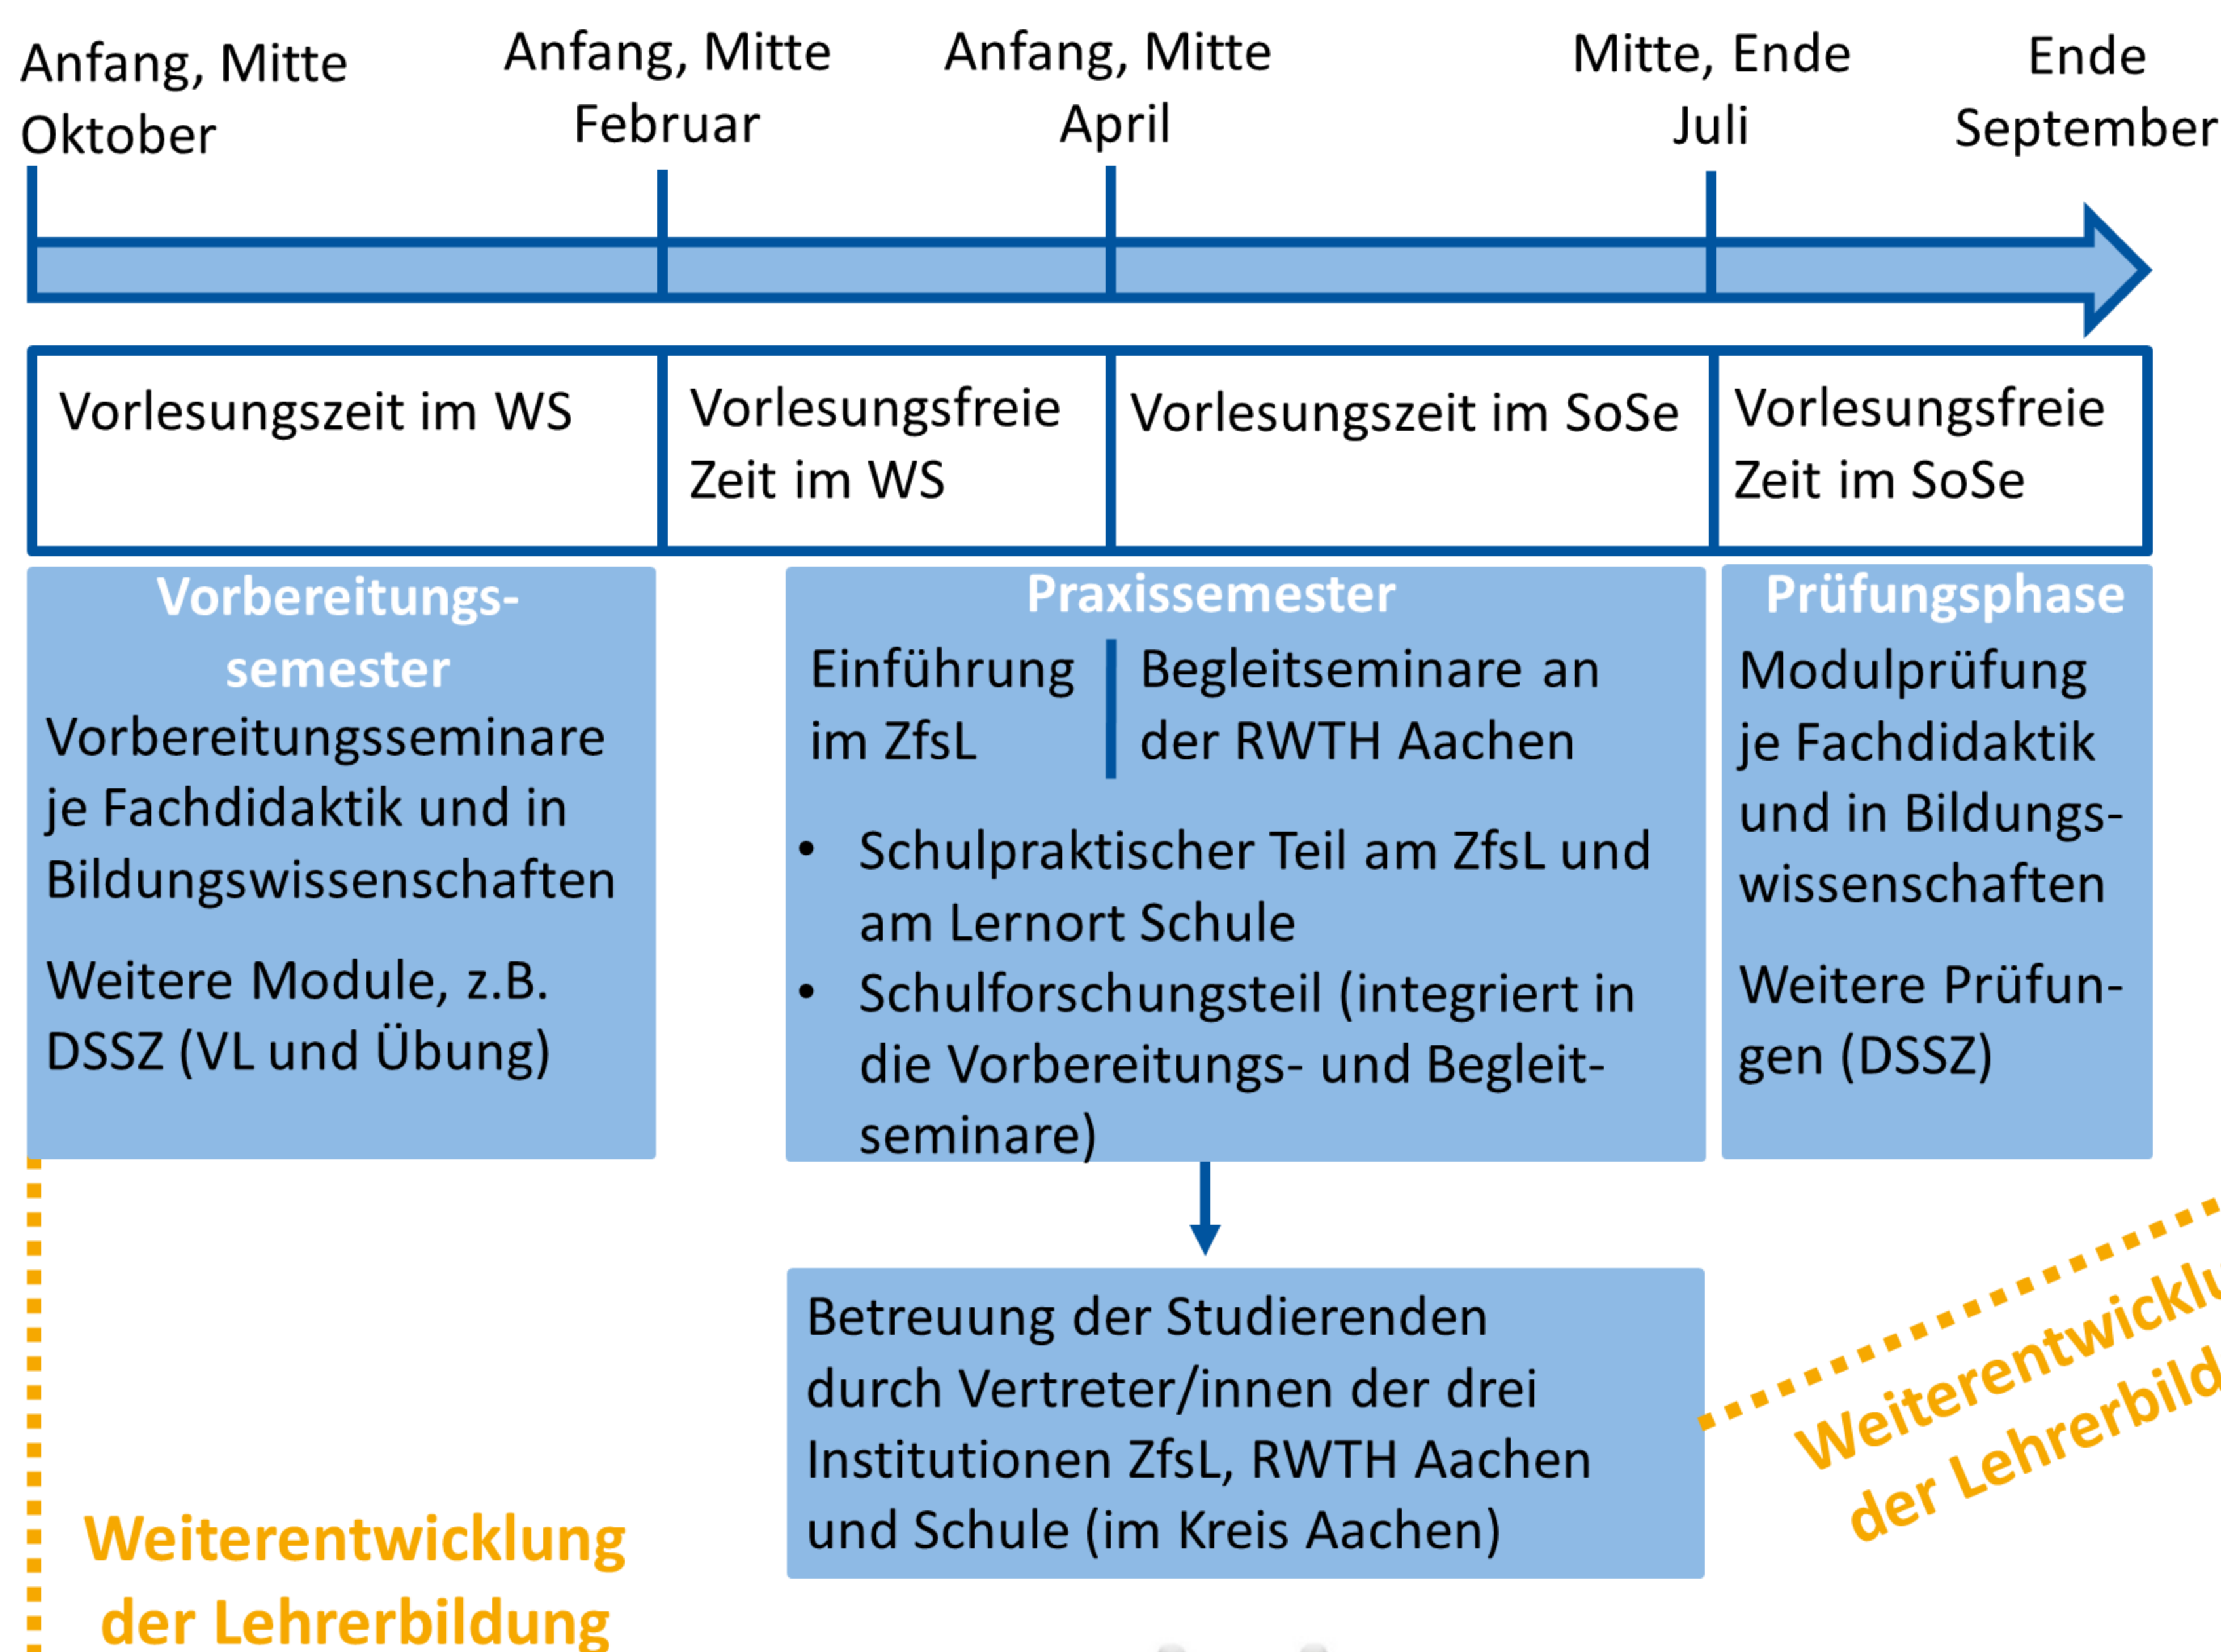 Anfang, Mitte
Oktober
Anfang, Mitte
Februar
Anfang, Mitte
April
Mitte, Ende
Juli
Ende
September
Vorlesungszeit im WS
Vorlesungsfreie
Zeit im WS
Vorlesungszeit im SoSe
Vorlesungsfreie
Zeit im SoSe
Vorbereitungs-
semester
Vorbereitungsseminare
je Fachdidaktik und in
Bildungswissenschaften
Weitere Module, z.B.
DSSZ (VL und Übung)
Praxissemester
Einführung
im ZfsL
Begleitseminare an
der RWTH Aachen
• Schulpraktischer Teil am ZfsL und
am Lernort Schule
• Schulforschungsteil (integriert in
die Vorbereitungs- und Begleit-
seminare)
Prüfungsphase
Modulprüfung
je Fachdidaktik
und in Bildungs-
wissenschaften
Weitere Prüfun-
gen (DSSZ)
Betreuung der Studierenden
durch Vertreter/innen der drei
Institutionen ZfsL, RWTH Aachen
und Schule (im Kreis Aachen)
Weiterentwicklung
der Lehrerbildung
der